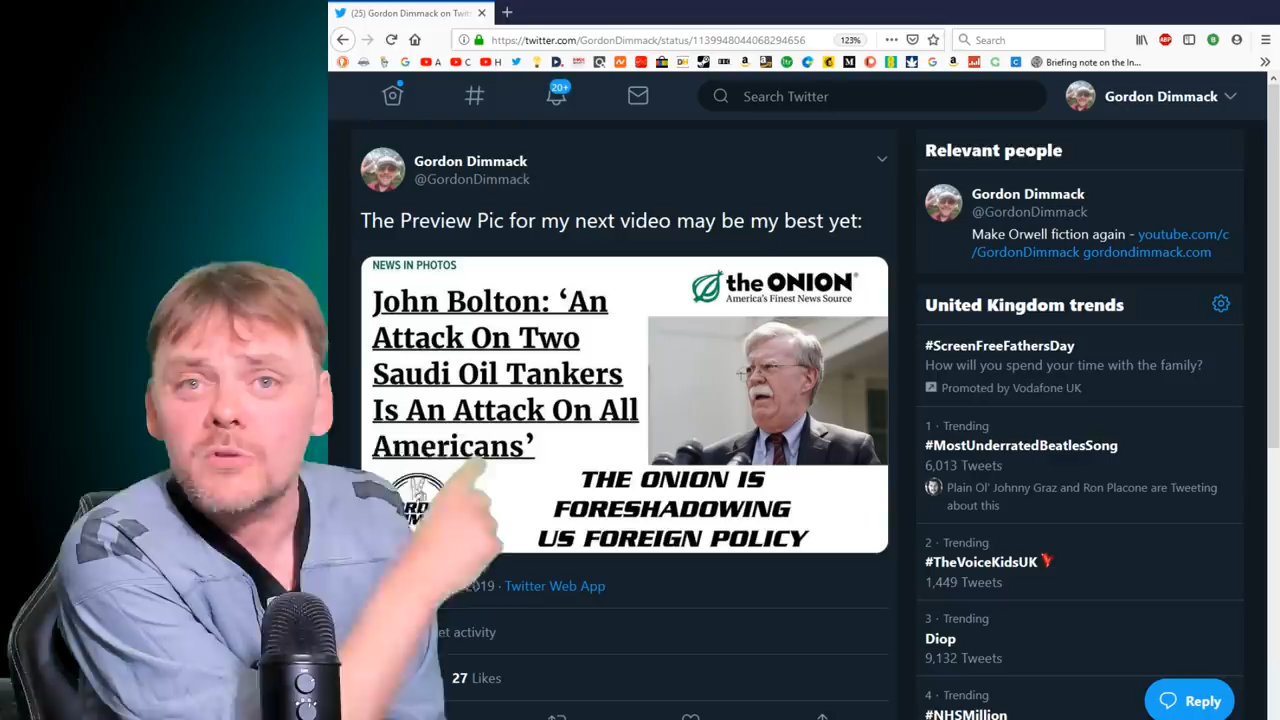 (25) Gordon Dimmack on Twit
https://twitter.com/GordonDimmack/status/1139948044068294656
123%
Search
Briefing note on the In...
20+
Search Twitter
Gordon Dimmack
Gordon Dimmack
@GordonDimmack
The Preview Pic for my next video may be my best yet:
NEWS IN PHOTOS
John Bolton: ‘An
Attack On Two
Saudi Oil Tankers
Is An Attack On All
Americans’
the ONION®
America's Finest News Source
THE ONION IS
FORESHADOWING
US FOREIGN POLICY
2019 · Twitter Web App
et activity
27 Likes
Relevant people
Gordon Dimmack
@GordonDimmack
Make Orwell fiction again - youtube.com/c
/GordonDimmack gordondimmack.com
United Kingdom trends
#ScreenFreeFathersDay
How will you spend your time with the family?
Promoted by Vodafone UK
1 · Trending
#MostUnderratedBeatlesSong
6,013 Tweets
Plain Ol' Johnny Graz and Ron Placone are Tweeting
about this
2 · Trending
#TheVoiceKidsUK
1,449 Tweets
3 · Trending
Diop
9,132 Tweets
4 · Trending
#NHSMillion
Reply